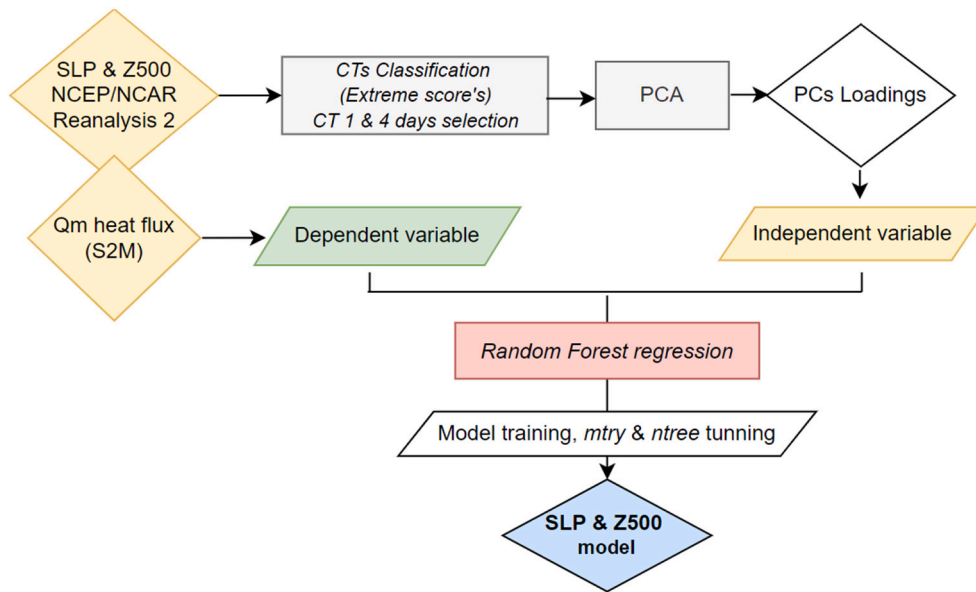 SLP & Z500
NCEP/NCAR
Reanalysis 2
CTs Classification
(Extreme score's)
CT 1 & 4 days selection
PCA
PCs Loadings
Qm heat flux
(S2M)
Dependent variable
Independent variable
Random Forest regression
Model training, mtry & ntree tunning
SLP & Z500
model